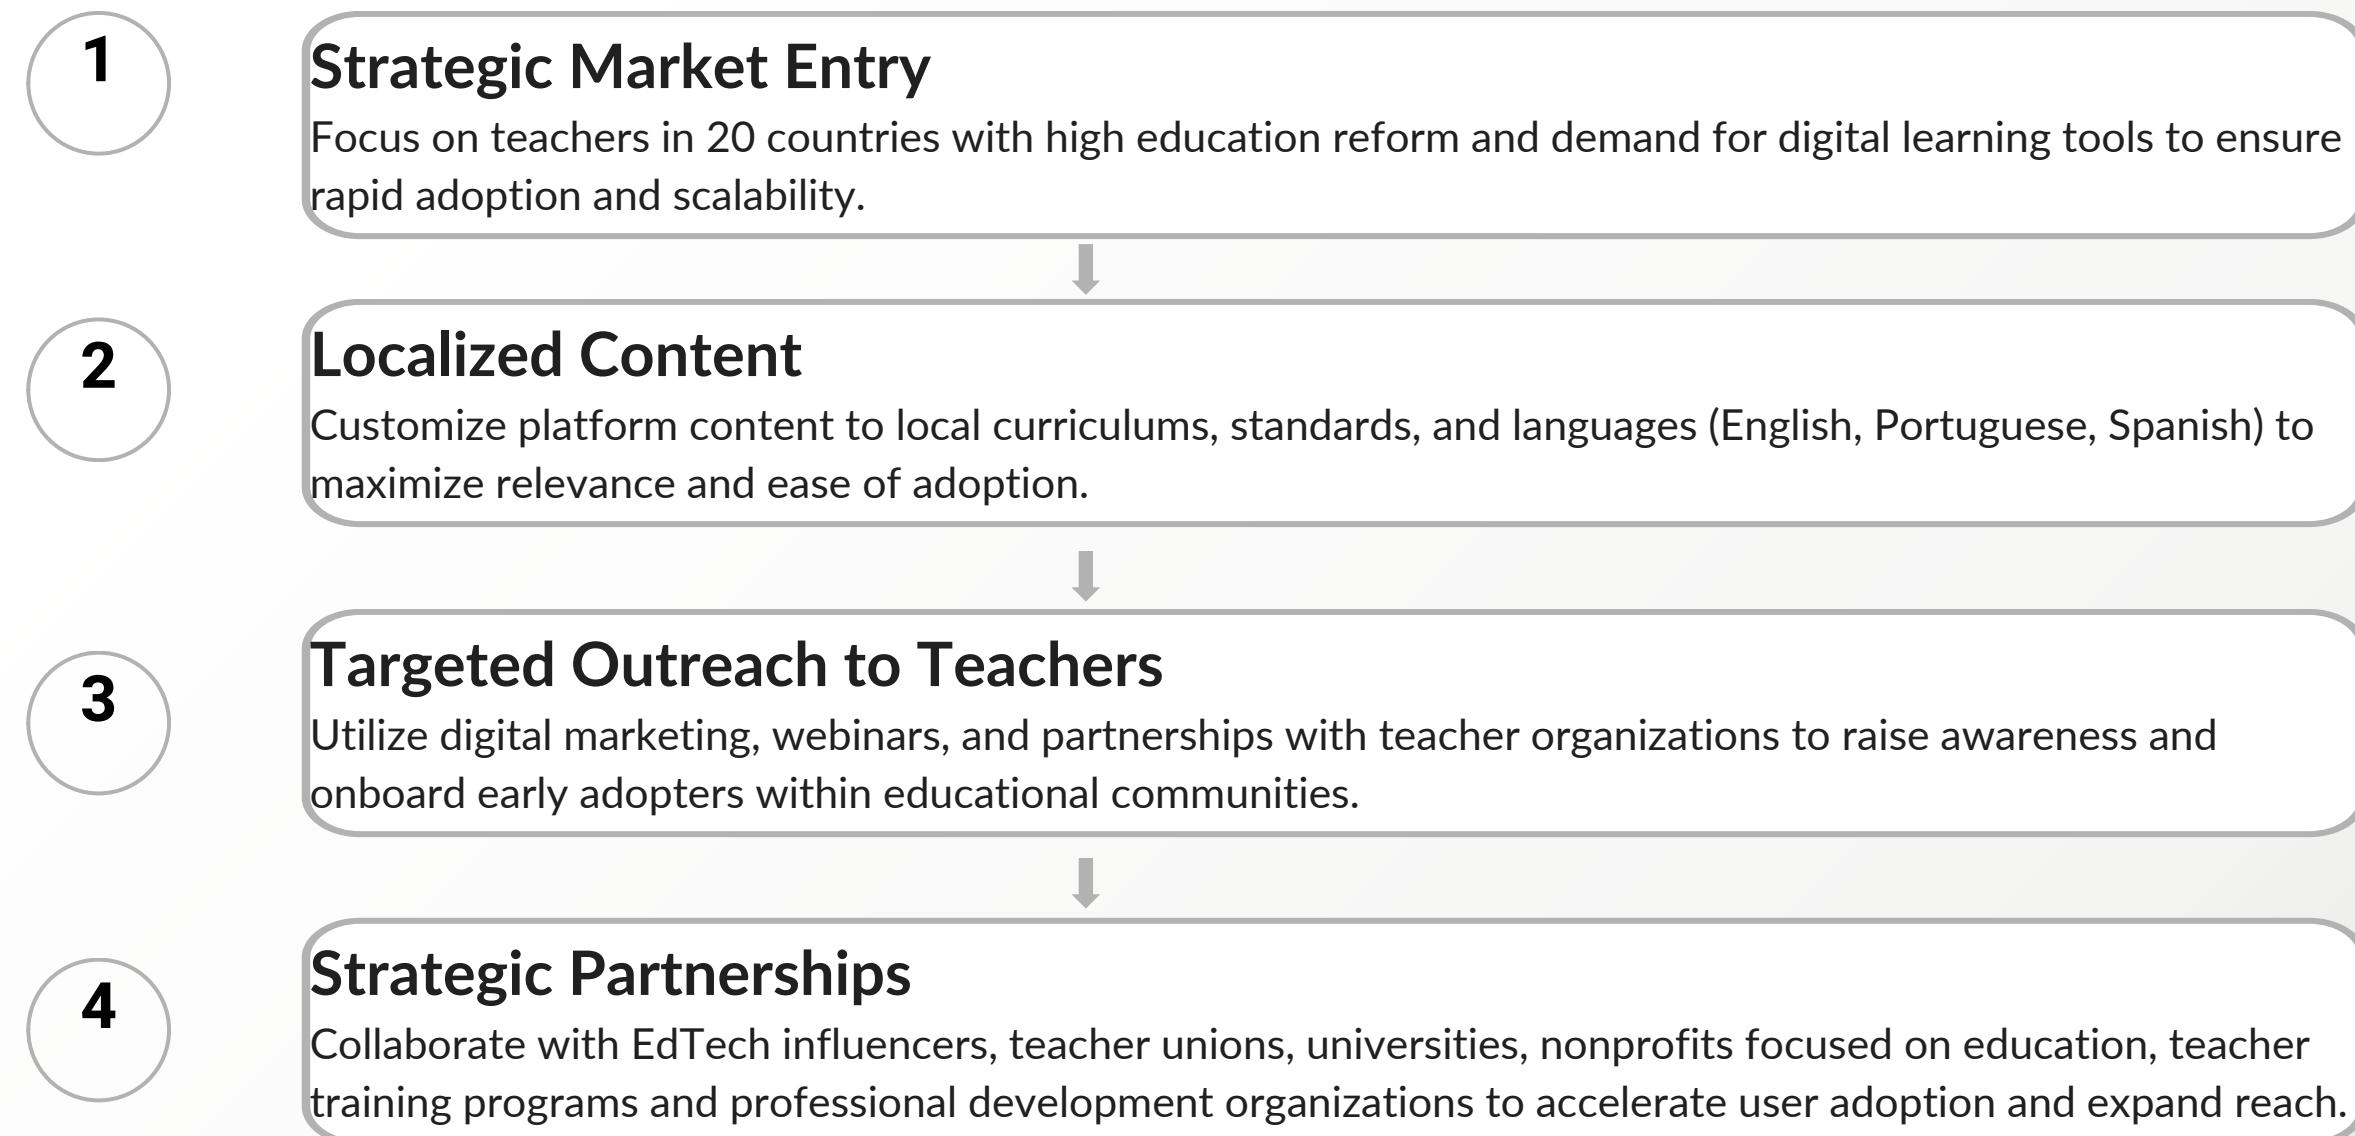 1
Strategic Market Entry
Focus on teachers in 20 countries with high education reform and demand for digital learning tools to ensure
rapid adoption and scalability.
2
Localized Content
Customize platform content to local curriculums, standards, and languages (English, Portuguese, Spanish) to
maximize relevance and ease of adoption.
3
Targeted Outreach to Teachers
Utilize digital marketing, webinars, and partnerships with teacher organizations to raise awareness and
onboard early adopters within educational communities.
4
Strategic Partnerships
Collaborate with EdTech influencers, teacher unions, universities, nonprofits focused on education, teacher
training programs and professional development organizations to accelerate user adoption and expand reach.